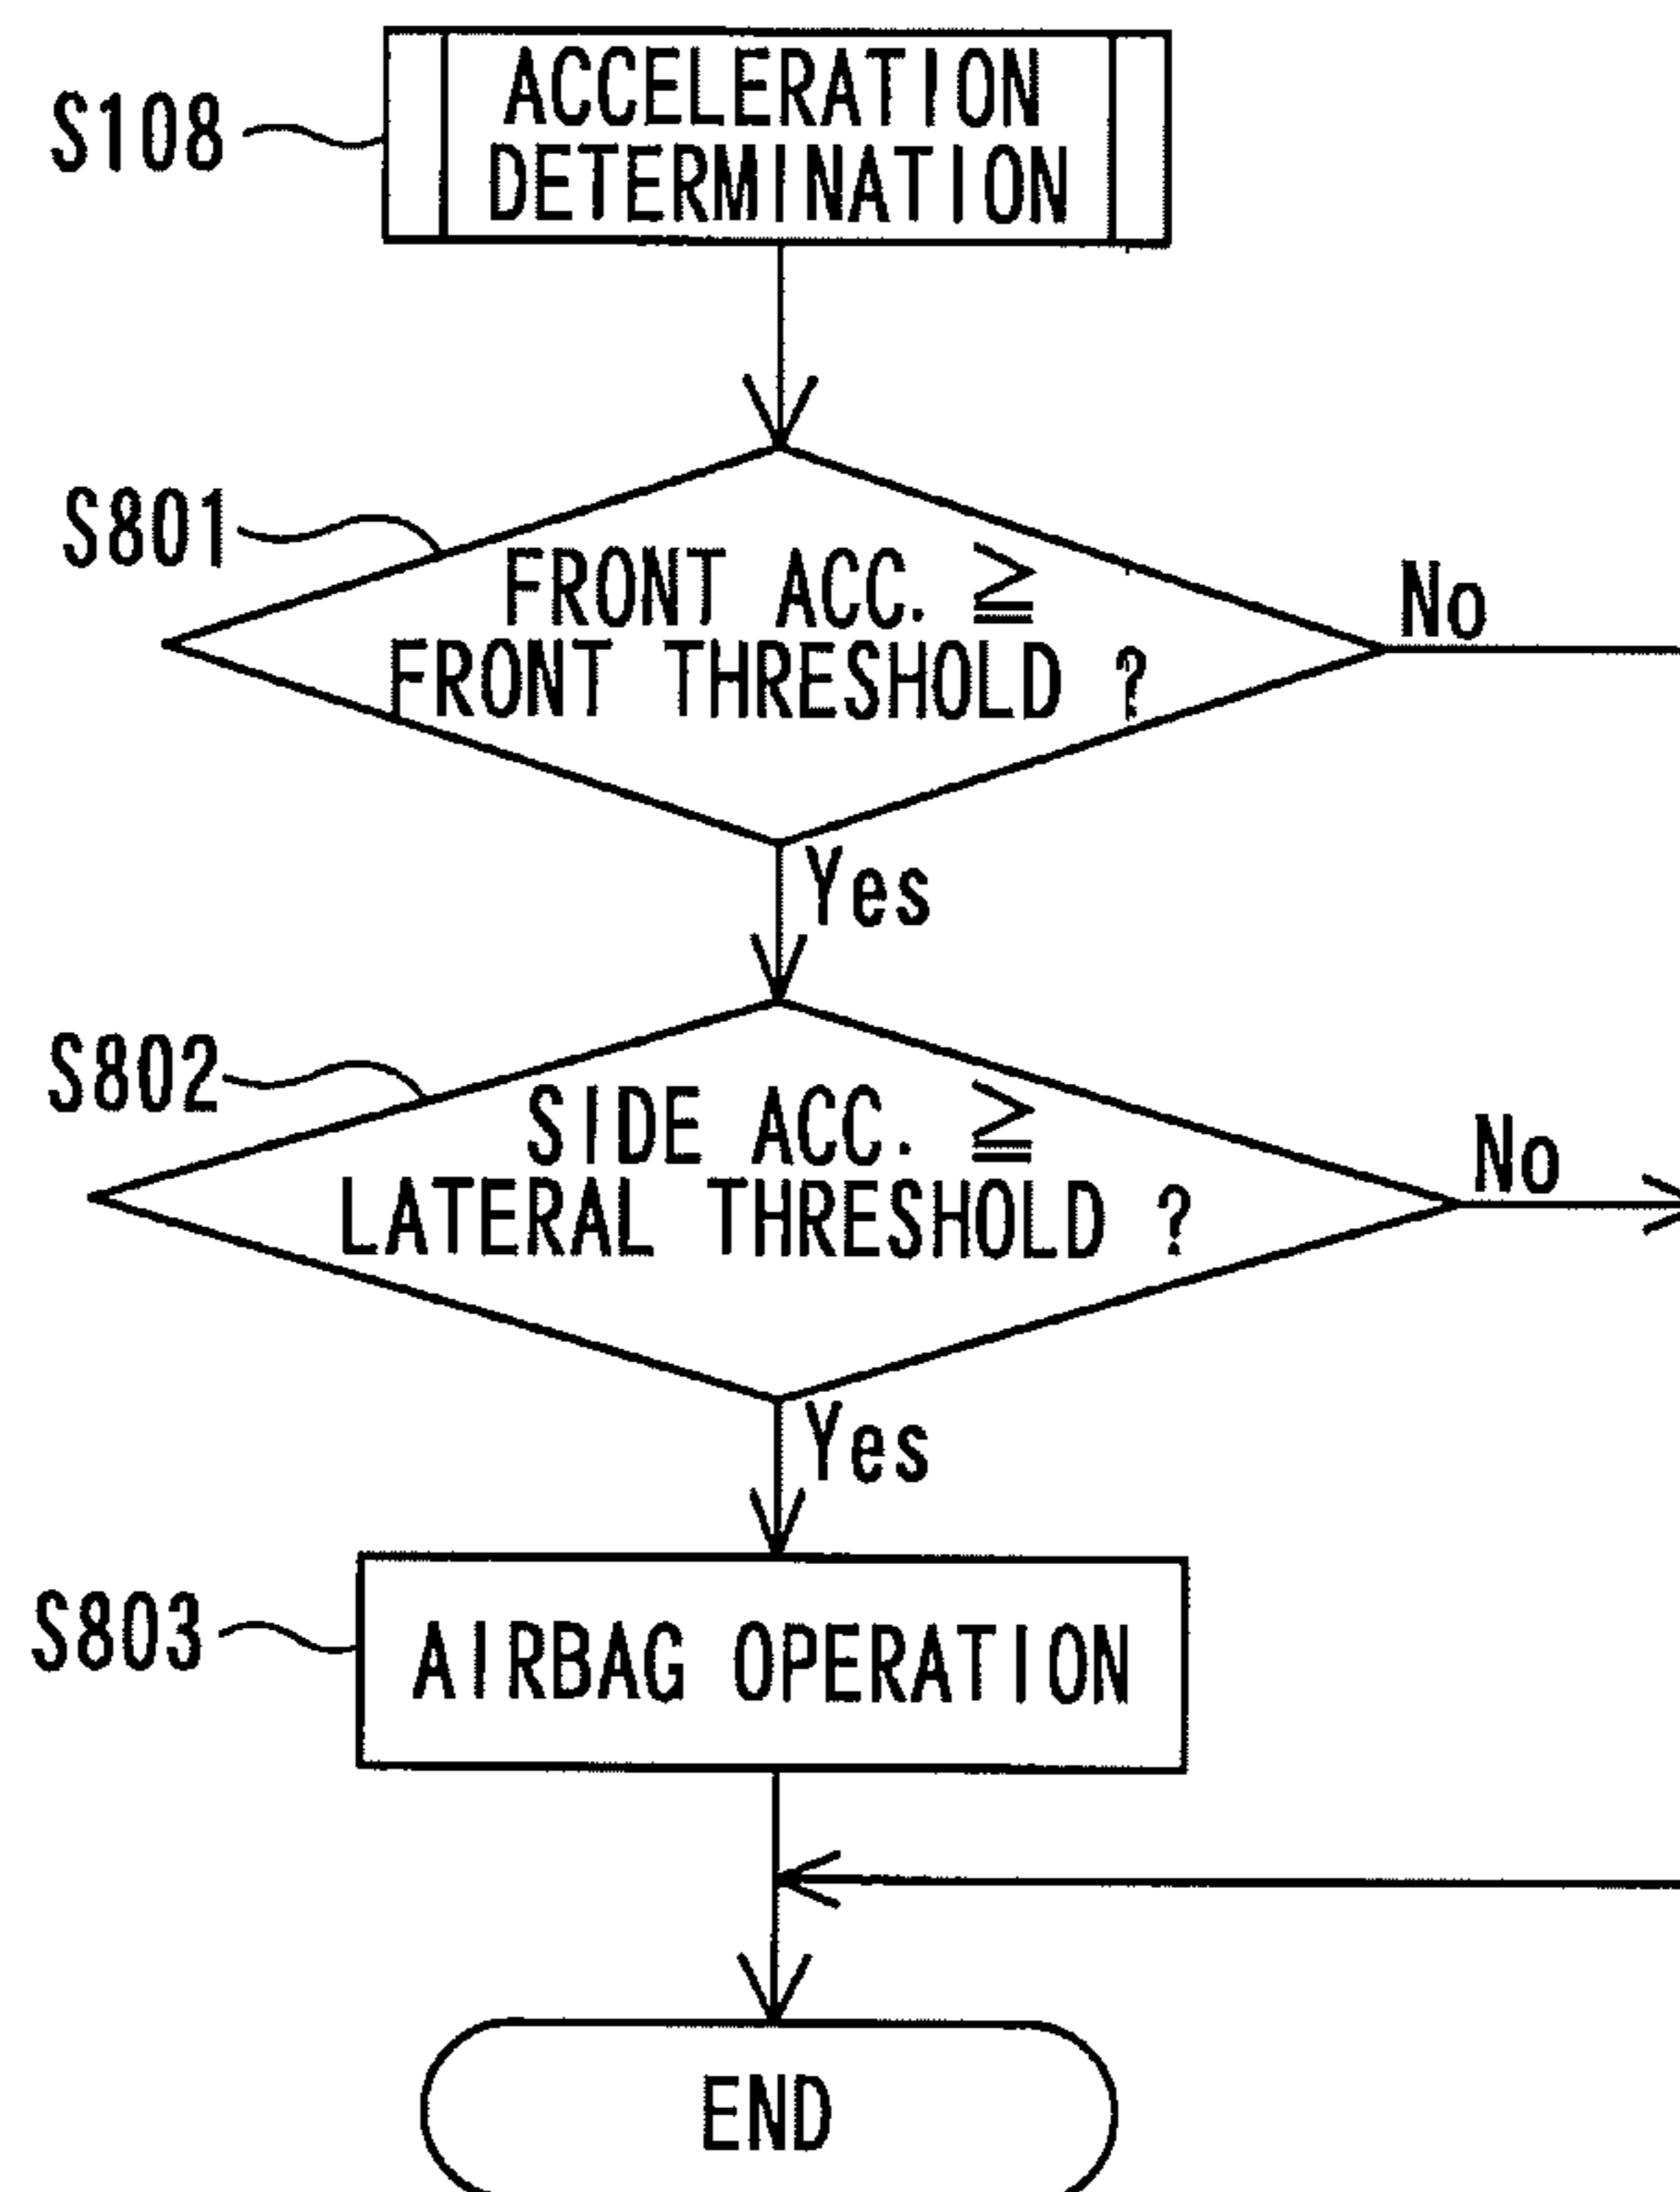 S108
ACCELERATION
DETERMINATION
S801
FRONT ACC. ≧
FRONT THRESHOLD ?
No
Yes
S802
SIDE ACC. ≧
LATERAL THRESHOLD ?
No
Yes
S803
AIRBAG OPERATION
END